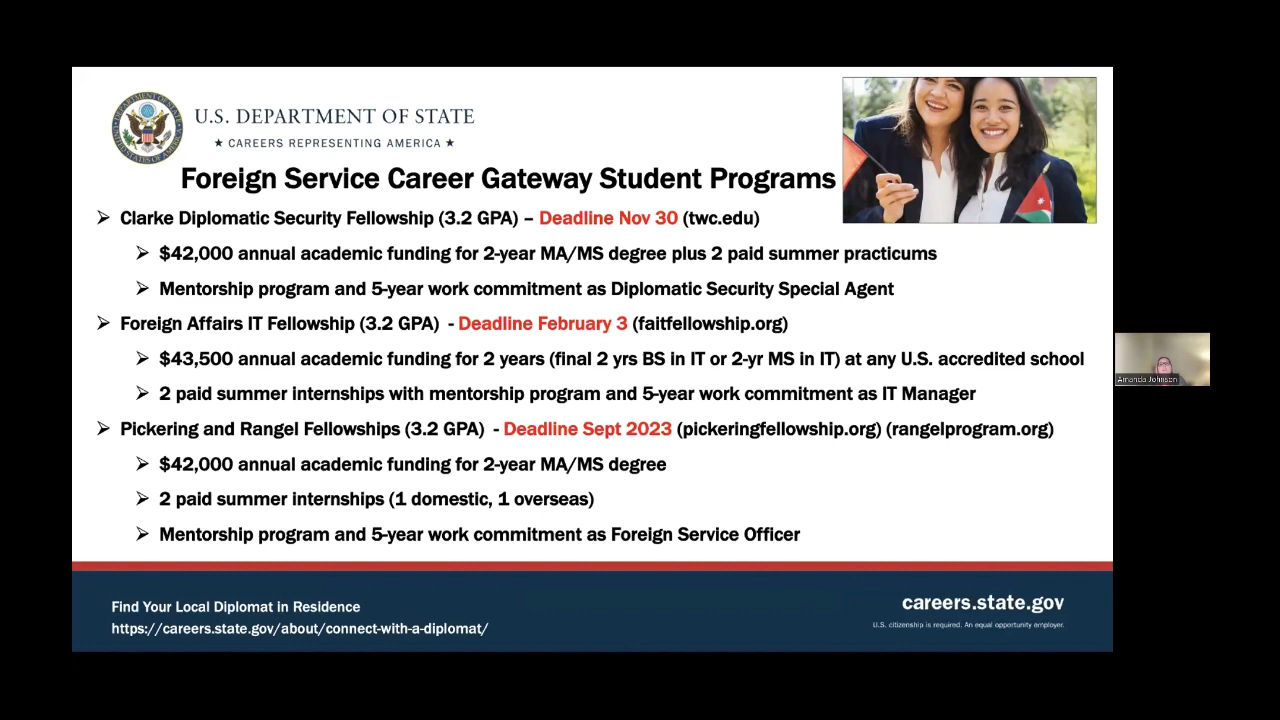 U.S. DEPARTMENT OF STATE
★ CAREERS REPRESENTING AMERICA ★
Foreign Service Career Gateway Student Programs
➢ Clarke Diplomatic Security Fellowship (3.2 GPA) – Deadline Nov 30 (twc.edu)
➢ $42,000 annual academic funding for 2-year MA/MS degree plus 2 paid summer practicums
➢ Mentorship program and 5-year work commitment as Diplomatic Security Special Agent
➢ Foreign Affairs IT Fellowship (3.2 GPA) - Deadline February 3 (faitfellowship.org)
➢ $43,500 annual academic funding for 2 years (final 2 yrs BS in IT or 2-yr MS in IT) at any U.S. accredited school
➢ 2 paid summer internships with mentorship program and 5-year work commitment as IT Manager
➢ Pickering and Rangel Fellowships (3.2 GPA) - Deadline Sept 2023 (pickeringfellowship.org) (rangelprogram.org)
➢ $42,000 annual academic funding for 2-year MA/MS degree
➢ 2 paid summer internships (1 domestic, 1 overseas)
➢ Mentorship program and 5-year work commitment as Foreign Service Officer
Find Your Local Diplomat in Residence
https://careers.state.gov/about/connect-with-a-diplomat/
careers.state.gov
U.S. citizenship is required. An equal opportunity employer.
Amanda Johnson